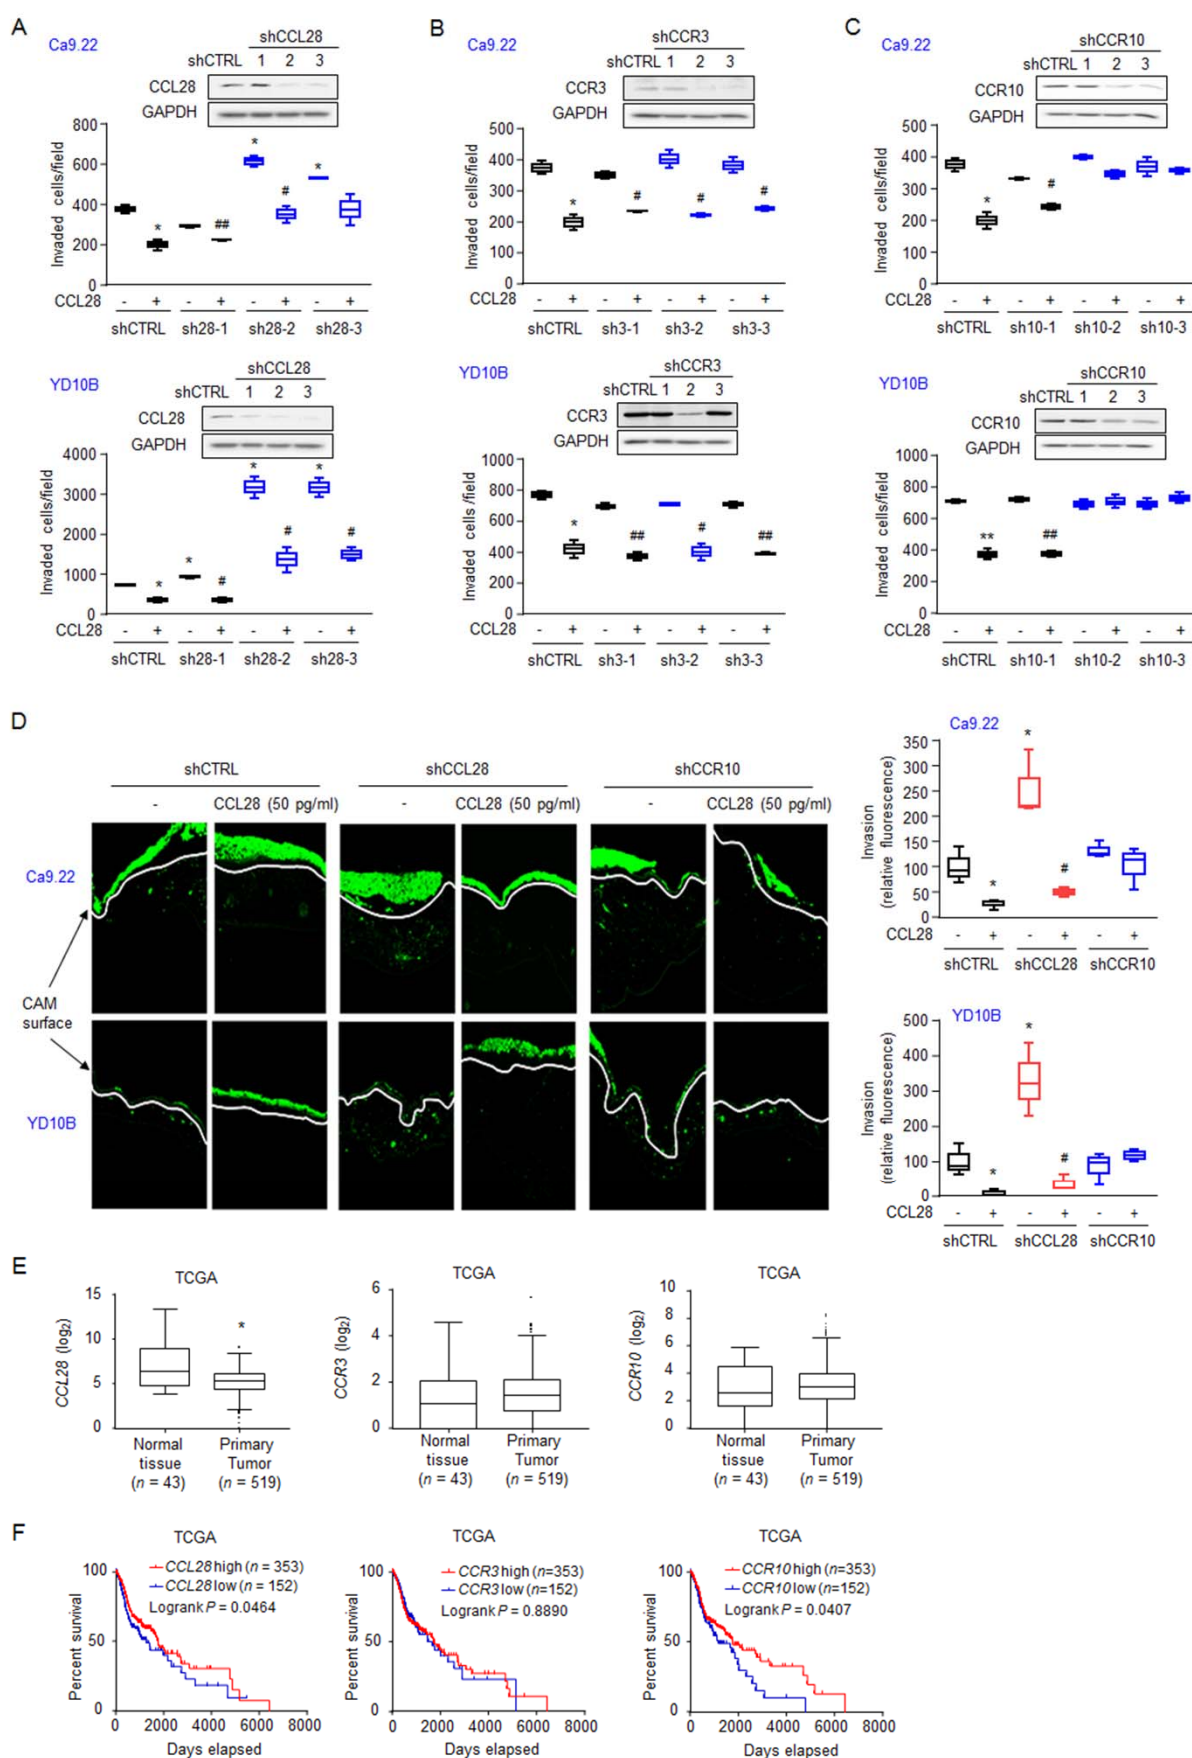 A
Ca9.22
shCCL28
shCTRL 1 2 3
CCL28
GAPDH
Invaded cells/field
800
600
400
200
0
* * ## * # *
CCL28 - + - + - + - +
shCTRL sh28-1 sh28-2 sh28-3
YD10B
shCCL28
shCTRL 1 2 3
CCL28
GAPDH
Invaded cells/field
4000
3000
2000
1000
0
* * # * # * #
CCL28 - + - + - + - +
shCTRL sh28-1 sh28-2 sh28-3
B
Ca9.22
shCCR3
shCTRL 1 2 3
CCR3
GAPDH
Invaded cells/field
500
400
300
200
100
0
* # # #
CCL28 - + - + - + - +
shCTRL sh3-1 sh3-2 sh3-3
YD10B
shCCR3
shCTRL 1 2 3
CCR3
GAPDH
Invaded cells/field
1000
800
600
400
200
0
* ## # ##
CCL28 - + - + - + - +
shCTRL sh3-1 sh3-2 sh3-3
C
Ca9.22
shCCR10
shCTRL 1 2 3
CCR10
GAPDH
Invaded cells/field
500
400
300
200
100
0
* #
CCL28 - + - + - + - +
shCTRL sh10-1 sh10-2 sh10-3
YD10B
shCCR10
shCTRL 1 2 3
CCR10
GAPDH
Invaded cells/field
1000
800
600
400
200
0
** ##
CCL28 - + - + - + - +
shCTRL sh10-1 sh10-2 sh10-3
D
shCTRL shCCL28 shCCR10
- CCL28 (50 pg/ml) - CCL28 (50 pg/ml) - CCL28 (50 pg/ml)
Ca9.22
CAM
surface
YD10B
Ca9.22
Invasion
(relative fluorescence)
350
300
250
200
150
100
50
0
* * #
CCL28 - + - + - +
shCTRL shCCL28 shCCR10
YD10B
Invasion
(relative fluorescence)
500
400
300
200
100
0
* * #
CCL28 - + - + - +
shCTRL shCCL28 shCCR10
E
TCGA
CCL28 (log2)
15
10
5
0
*
Normal
tissue
(n = 43)
Primary
Tumor
(n = 519)
TCGA
CCR3 (log2)
6
4
2
0
Normal
tissue
(n = 43)
Primary
Tumor
(n = 519)
TCGA
CCR10 (log2)
10
8
6
4
2
0
Normal
tissue
(n = 43)
Primary
Tumor
(n = 519)
F
TCGA
CCL28 high (n = 353)
CCL28 low (n = 152)
Logrank P = 0.0464
Percent survival
100
50
0
0 2000 4000 6000 8000
Days elapsed
TCGA
CCR3 high (n=353)
CCR3 low (n=152)
Logrank P = 0.8890
Percent survival
100
50
0
0 2000 4000 6000 8000
Days elapsed
TCGA
CCR10 high (n=353)
CCR10 low (n=152)
Logrank P = 0.0407
Percent survival
100
50
0
0 2000 4000 6000 8000
Days elapsed